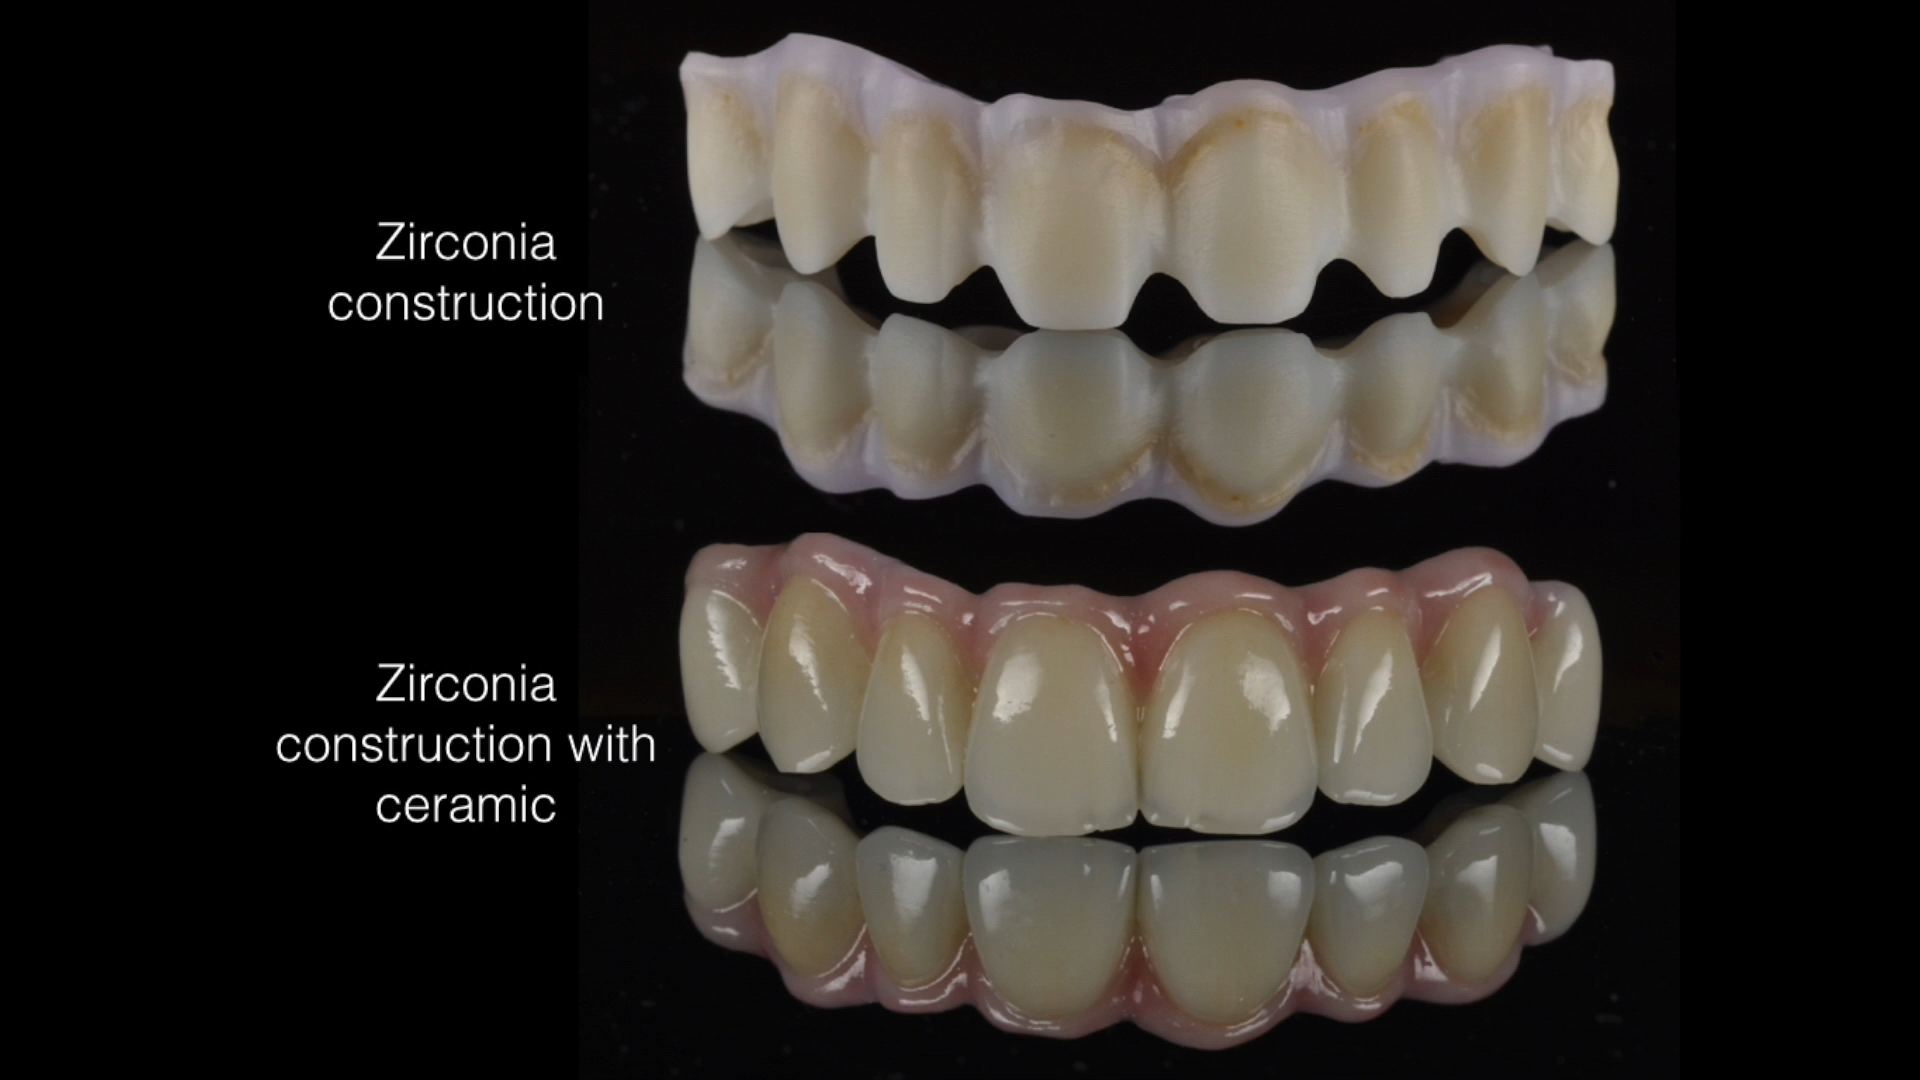 Zirconia
construction
Zirconia
construction with
ceramic